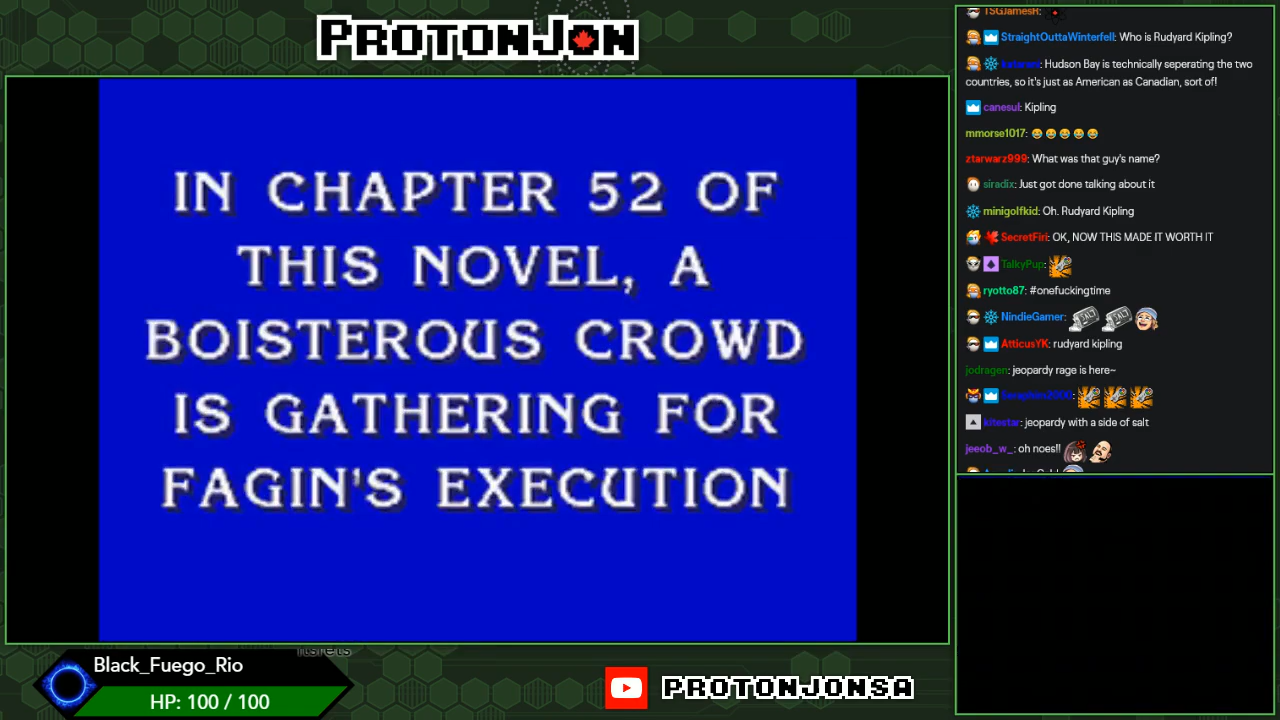 PROTONJON
IN CHAPTER 52 OF
THIS NOVEL, A
BOISTEROUS CROWD
IS GATHERING FOR
FAGIN'S EXECUTION
TSGJamesR:
StraightOuttaWinterfell: Who is Rudyard Kipling?
: Hudson Bay is technically seperating the two
countries, so it's just as American as Canadian, sort of!
canesul: Kipling
mmorse1017:
ztarwarz999: What was that guy's name?
siradix: Just got done talking about it
minigolfkid: Oh. Rudyard Kipling
SecretFiri: OK, NOW THIS MADE IT WORTH IT
TalkyPup:
ryotto87: #onefuckingtime
NindieGamer:
AtticusYK: rudyard kipling
jodragen: jeopardy rage is here~
kitestar: jeopardy with a side of salt
jeeob_w_: oh noes!!
Black_Fuego_Rio
HP: 100 / 100
PROTONJONSA